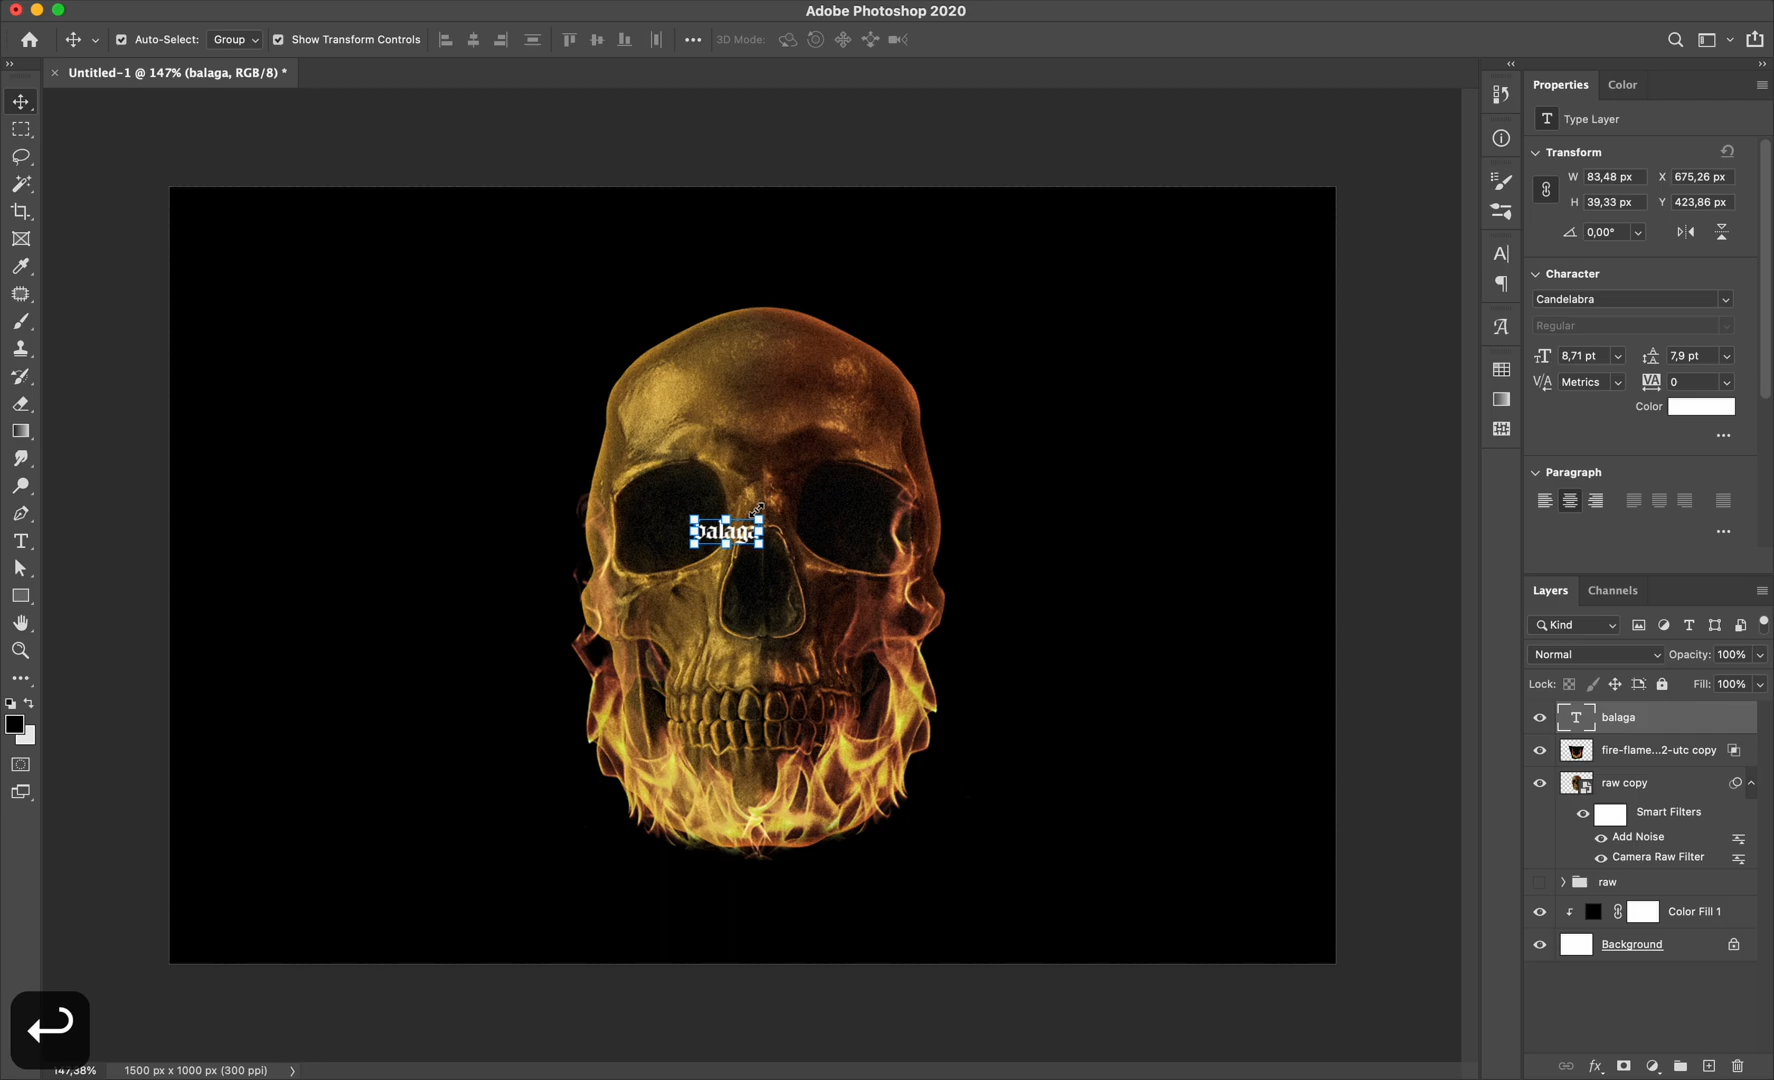 Adobe Photoshop 2020
Auto-Select: Group Show Transform Controls 3D Mode:
Untitled-1 @ 147% (balaga, RGB/8) *
Properties Color
T Type Layer
Transform
W 83,48 px X 675,26 px
H 39,33 px Y 423,86 px
0,00°
Character
Candelabra
Regular
8,71 pt 7,9 pt
Metrics 0
Color
Paragraph
balaga
Layers Channels
Kind
Normal Opacity: 100%
Lock: Fill: 100%
T balaga
fire-flame...2-utc copy
raw copy
Smart Filters
Add Noise
Camera Raw Filter
raw
Color Fill 1
Background
147,38% 1500 px x 1000 px (300 ppi)